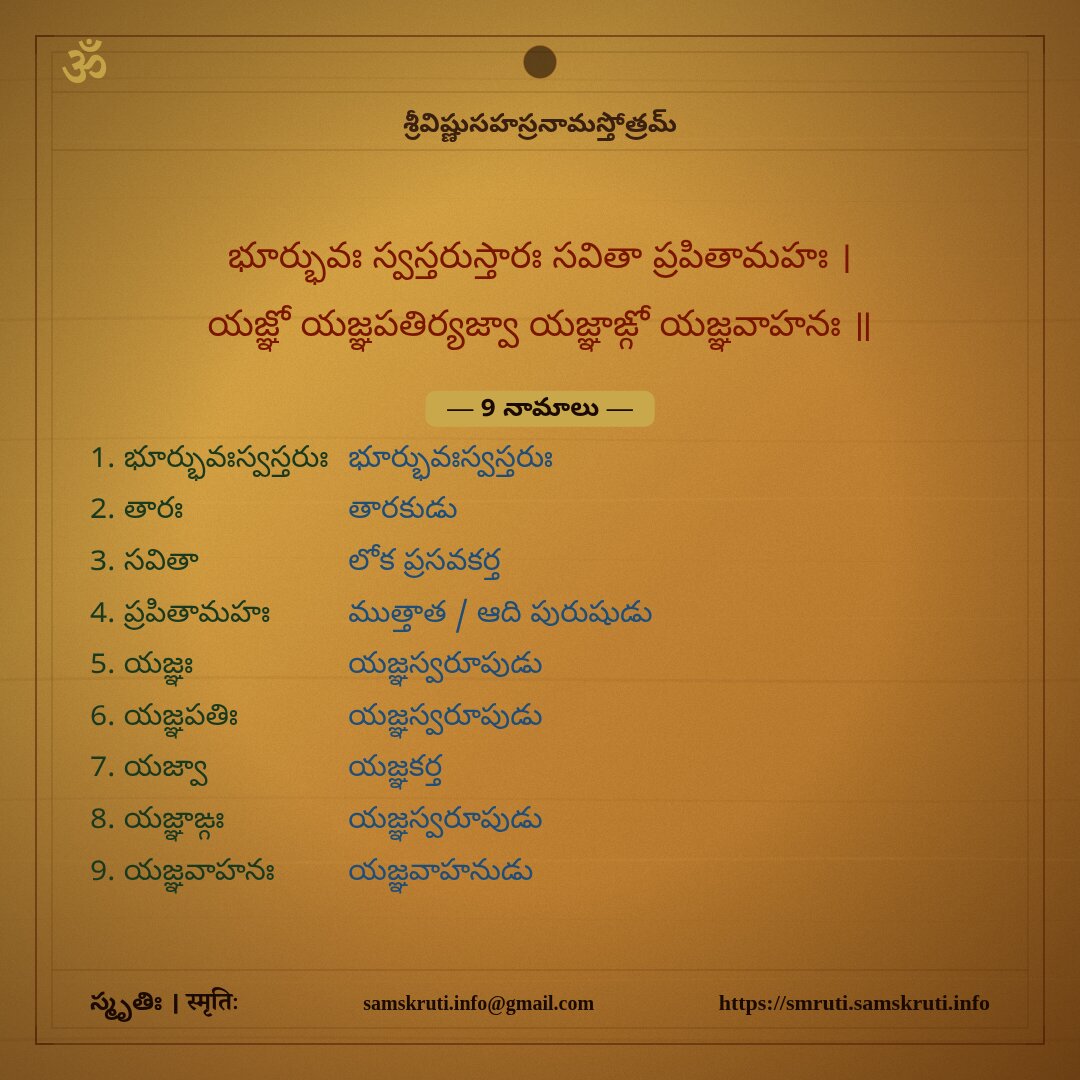 ॐ
శ్రీవిష్ణుసహస్రనామస్తోత్రమ్
భూర్భువః స్వస్తరుస్తారః సవితా ప్రపితామహః |
యజ్ఞో యజ్ఞపతిర్యజ్వా యజ్ఞాఙ్గో యజ్ఞవాహనః ||
— 9 నామాలు —
1. భూర్భువఃస్వస్తరుః భూర్భువఃస్వస్తరుః
2. తారః తారకుడు
3. సవితా లోక ప్రసవకర్త
4. ప్రపితామహః ముత్తాత / ఆది పురుషుడు
5. యజ్ఞః యజ్ఞస్వరూపుడు
6. యజ్ఞపతిః యజ్ఞస్వరూపుడు
7. యజ్వా యజ్ఞకర్త
8. యజ్ఞాఙ్గః యజ్ఞస్వరూపుడు
9. యజ్ఞవాహనః యజ్ఞవాహనుడు
స్మృతిః | स्मृतिः samskruti.info@gmail.com https://smruti.samskruti.info